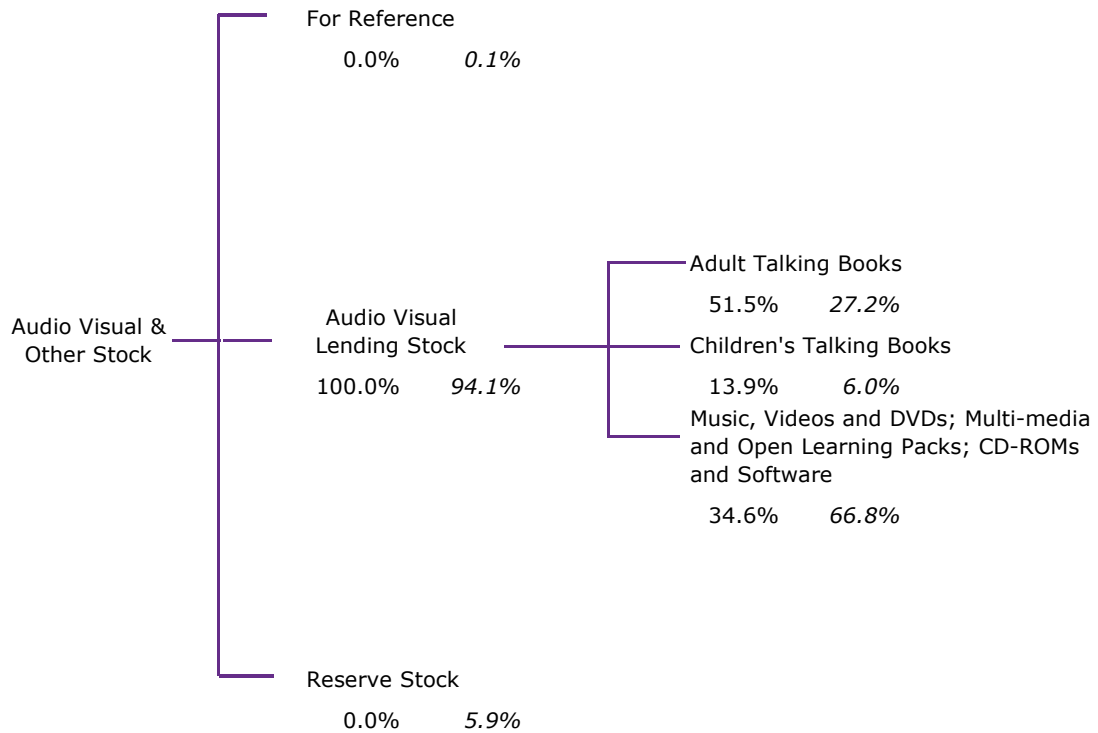 For Reference
0.0% 0.1%
Audio Visual &
Other Stock
Audio Visual
Lending Stock
100.0% 94.1%
Adult Talking Books
51.5% 27.2%
Children's Talking Books
13.9% 6.0%
Music, Videos and DVDs; Multi-media
and Open Learning Packs; CD-ROMs
and Software
34.6% 66.8%
Reserve Stock
0.0% 5.9%